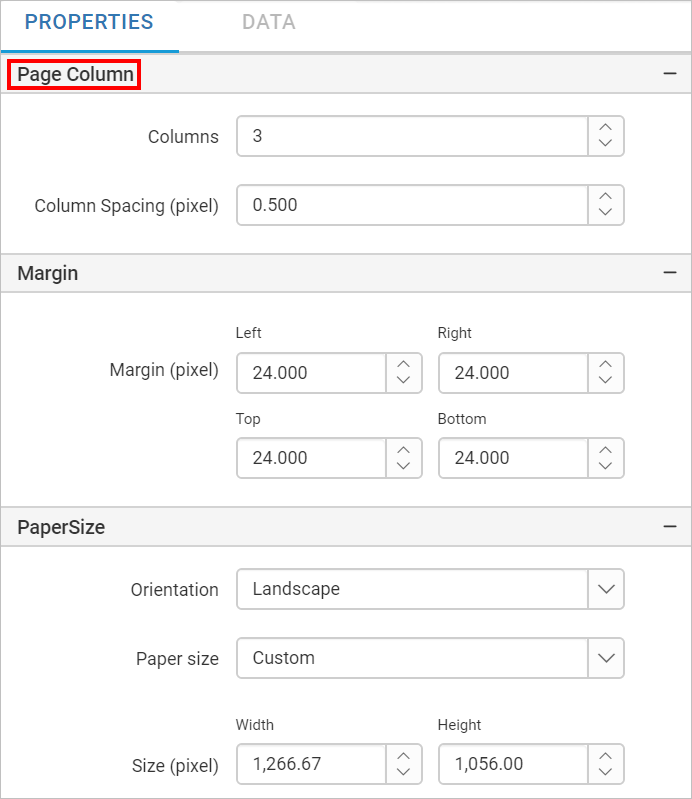 PROPERTIES DATA
Page Column
Columns 3
Column Spacing (pixel) 0.500
Margin
Left Right
Margin (pixel) 24.000 24.000
Top Bottom
24.000 24.000
PaperSize
Orientation Landscape
Paper size Custom
Width Height
Size (pixel) 1,266.67 1,056.00